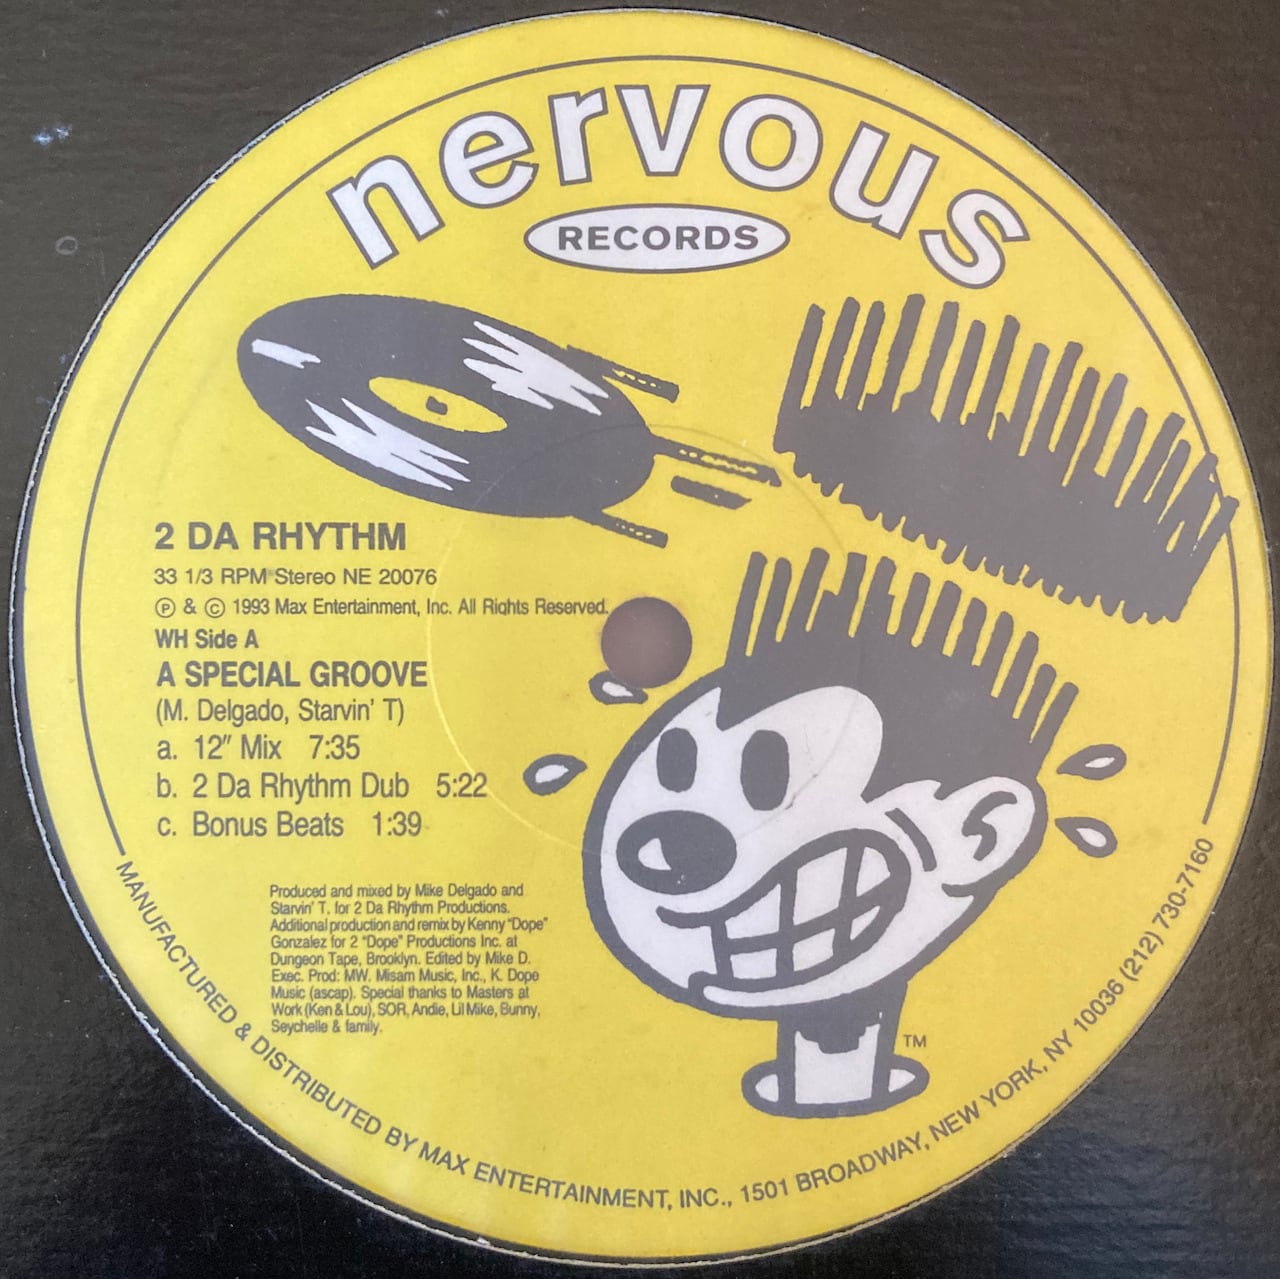 nervous
RECORDS
2 DA RHYTHM
33 1/3 RPM Stereo NE 20076
Ⓟ & © 1993 Max Entertainment, Inc. All Rights Reserved.
WH Side A
A SPECIAL GROOVE
(M. Delgado, Starvin' T)
a. 12" Mix 7:35
b. 2 Da Rhythm Dub 5:22
c. Bonus Beats 1:39
Produced and mixed by Mike Delgado and
Starvin' T. for 2 Da Rhythm Productions.
Additional production and remix by Kenny "Dope"
Gonzalez for 2 "Dope" Productions Inc. at
Dungeon Tape, Brooklyn. Edited by Mike D.
Exec. Prod: MW. Misam Music, Inc., K. Dope
Music (ascap). Special thanks to Masters at
Work (Ken & Lou), SOR, Andie, Lil Mike, Bunny,
Seychelle & family.
TM
MANUFACTURED & DISTRIBUTED BY MAX ENTERTAINMENT, INC., 1501 BROADWAY, NEW YORK, NY 10036 (212) 730-7160